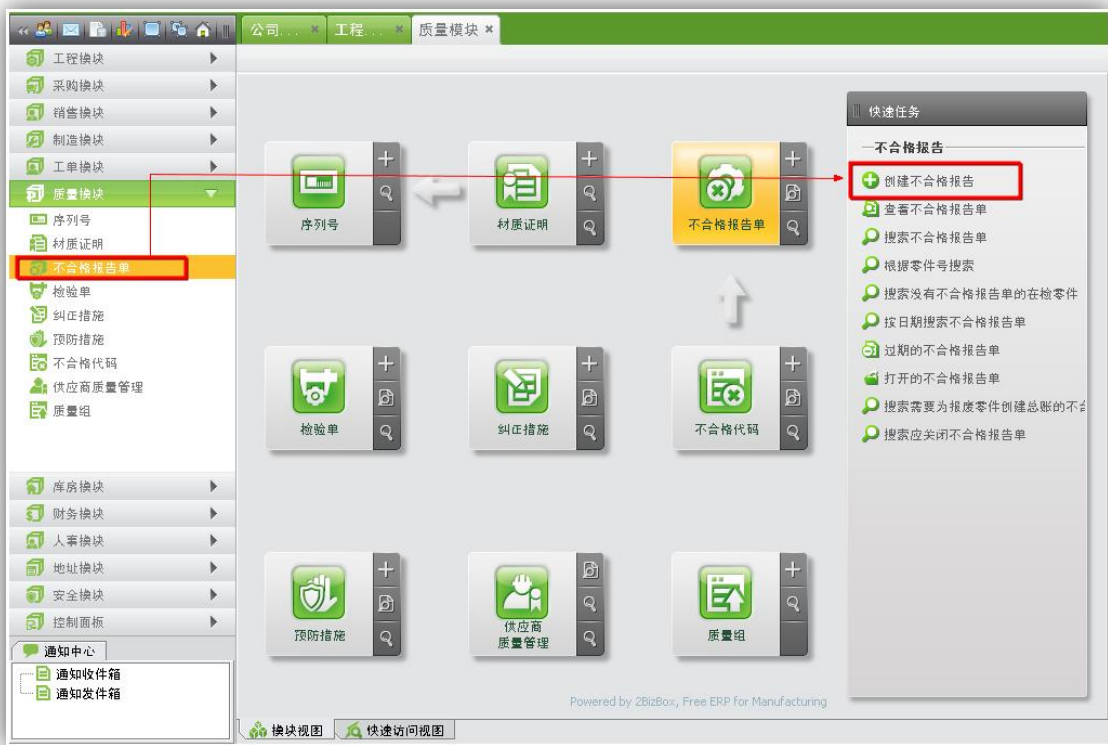 公司... ×
工程... ×
质量模块 ×
工程模块
采购模块
销售模块
制造模块
工单模块
质量模块
序列号
材质证明
不合格报告单
检验单
纠正措施
预防措施
不合格代码
供应商质量管理
质量组
库房模块
财务模块
人事模块
地址模块
安全模块
控制面板
通知中心
通知收件箱
通知发件箱
序列号
材质证明
不合格报告单
检验单
纠正措施
不合格代码
预防措施
供应商
质量管理
质量组
Powered by 2BizBox, Free ERP for Manufacturing
模块视图
快速访问视图
快速任务
不合格报告
创建不合格报告
查看不合格报告单
搜索不合格报告单
根据零件号搜索
搜索没有不合格报告单的在检零件
按日期搜索不合格报告单
过期的不合格报告单
打开的不合格报告单
搜索需要为报废零件创建总账的不合
搜索应关闭不合格报告单